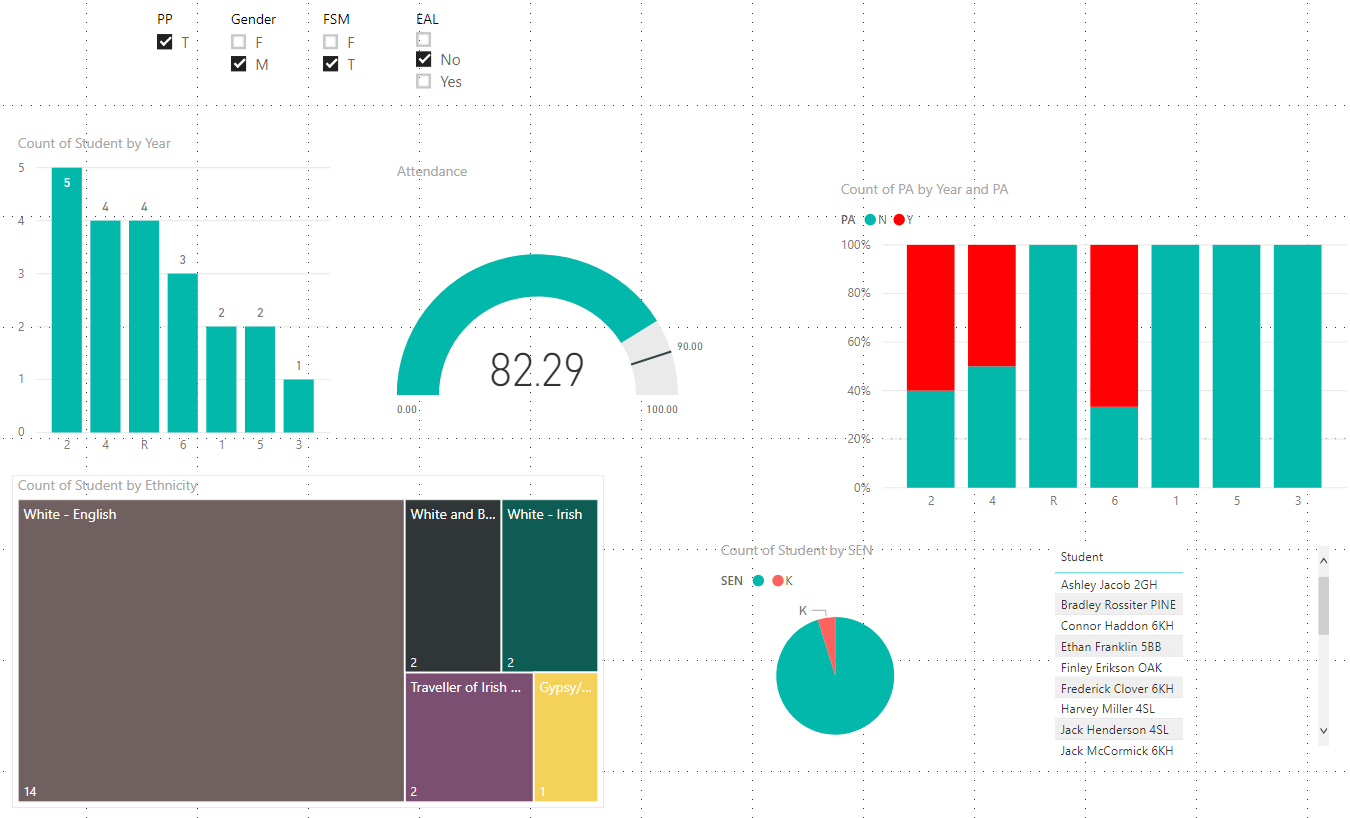 PP Gender FSM EAL
T F F
M T No
Yes
Count of Student by Year
5
4
3
2
1
0
5 4 4 3 2 2 1
2 4 R 6 1 5 3
Attendance
82.29
90.00
0.00 100.00
Count of PA by Year and PA
PA N Y
100%
80%
60%
40%
20%
0%
2 4 R 6 1 5 3
Count of Student by Ethnicity
White - English
14
White and B...
2
White - Irish
2
Traveller of Irish ...
2
Gypsy/...
1
Count of Student by SEN
SEN K
K
Student
Ashley Jacob 2GH
Bradley Rossiter PINE
Connor Haddon 6KH
Ethan Franklin 5BB
Finley Erikson OAK
Frederick Clover 6KH
Harvey Miller 4SL
Jack Henderson 4SL
Jack McCormick 6KH